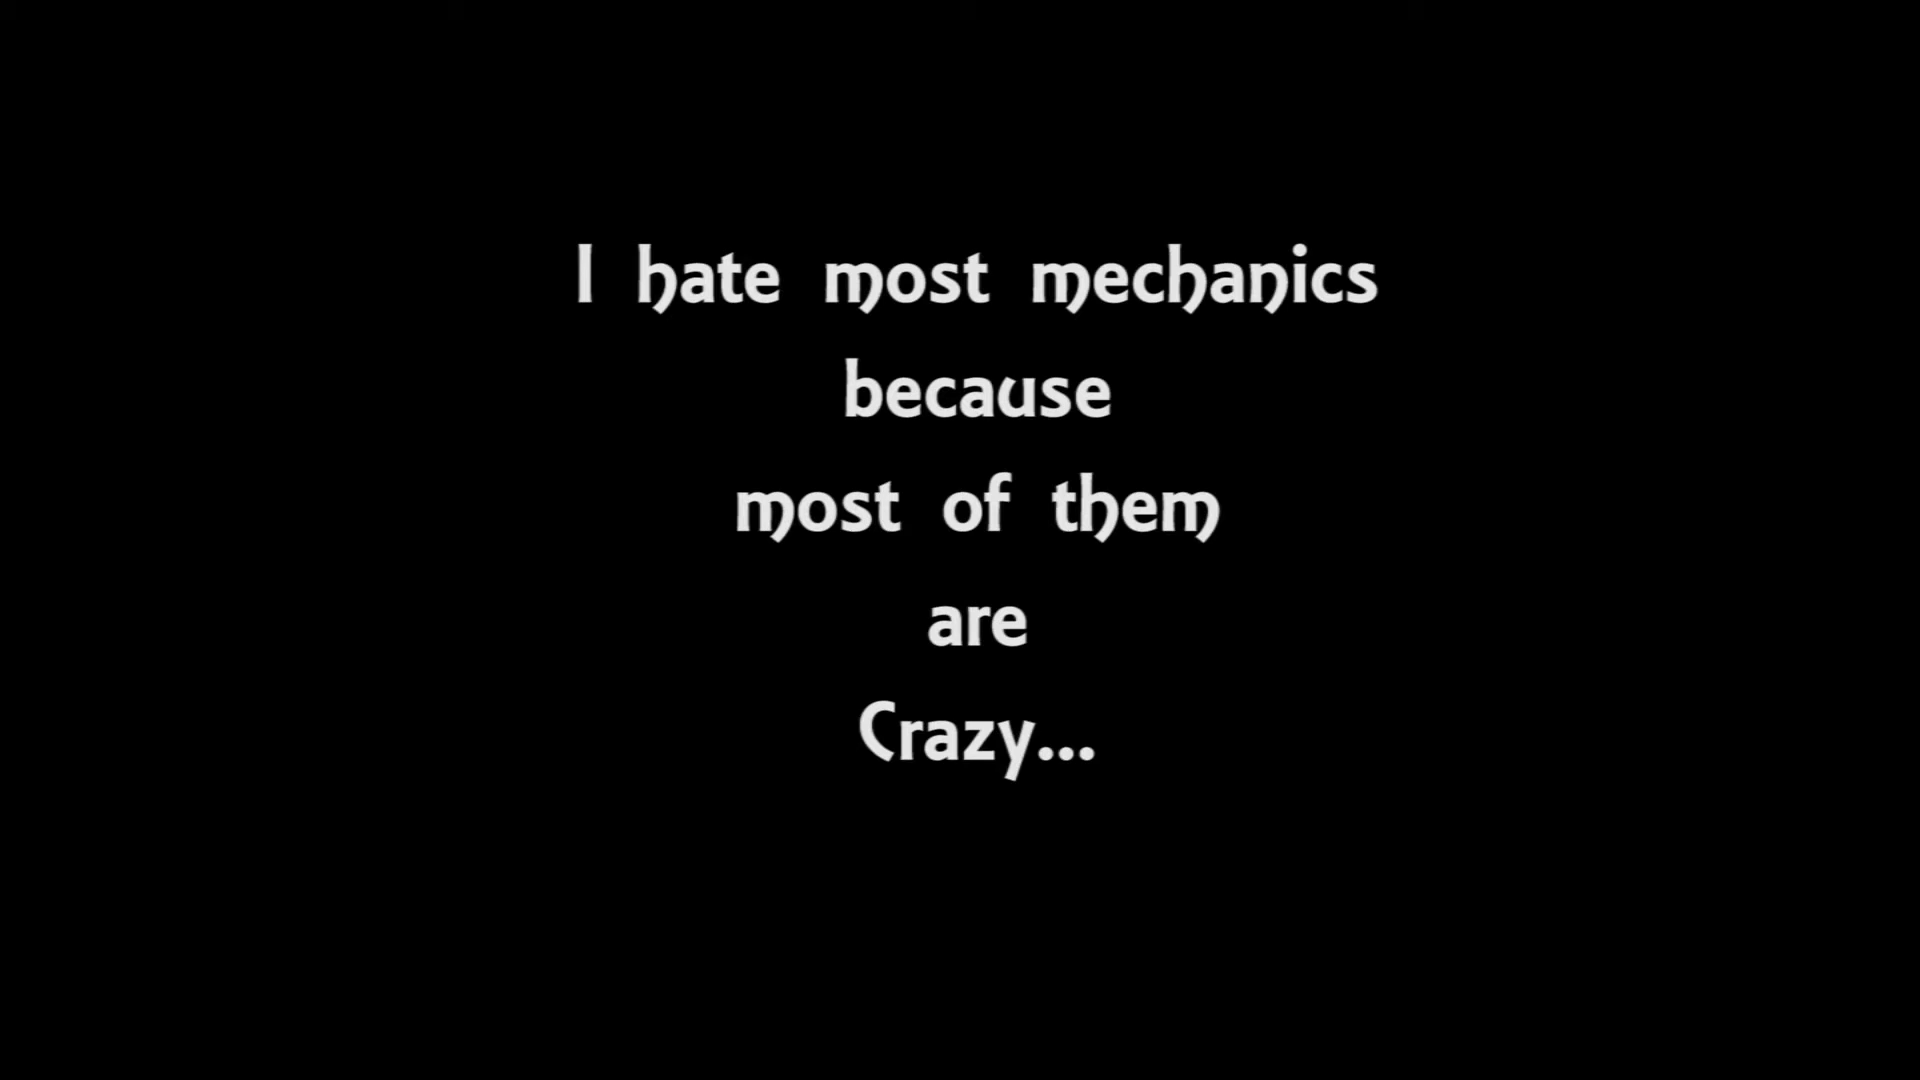 I hate most mechanics
because
most of them
are
Crazy...